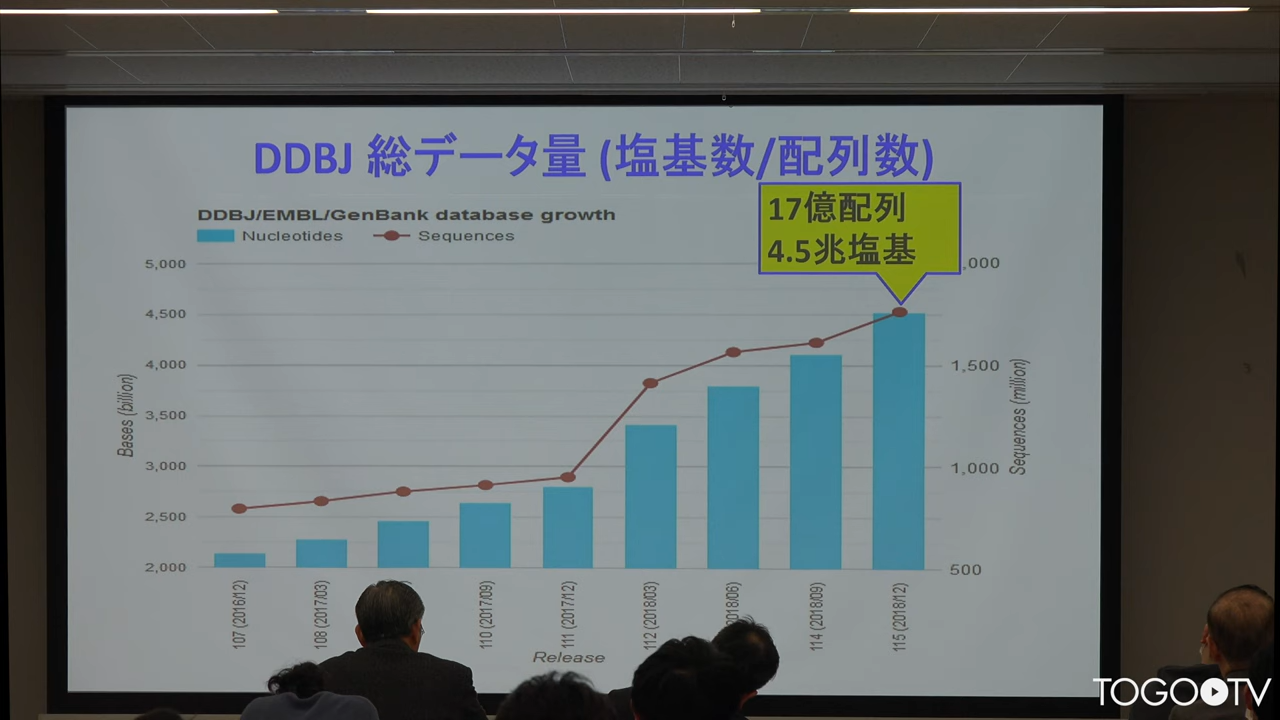 DDBJ 総データ量 (塩基数/配列数)
17億配列
4.5兆塩基
DDBJ/EMBL/GenBank database growth
Nucleotides
Sequences
5,000
4,500
4,000
3,500
3,000
2,500
2,000
Bases (billion)
,000
1,500
1,000
500
Sequences (million)
107 (2016/12)
108 (2017/03)
110 (2017/09)
111 (2017/12)
112 (2018/03)
2018/06)
114 (2018/09)
115 (2018/12)
Release
TOGOTV